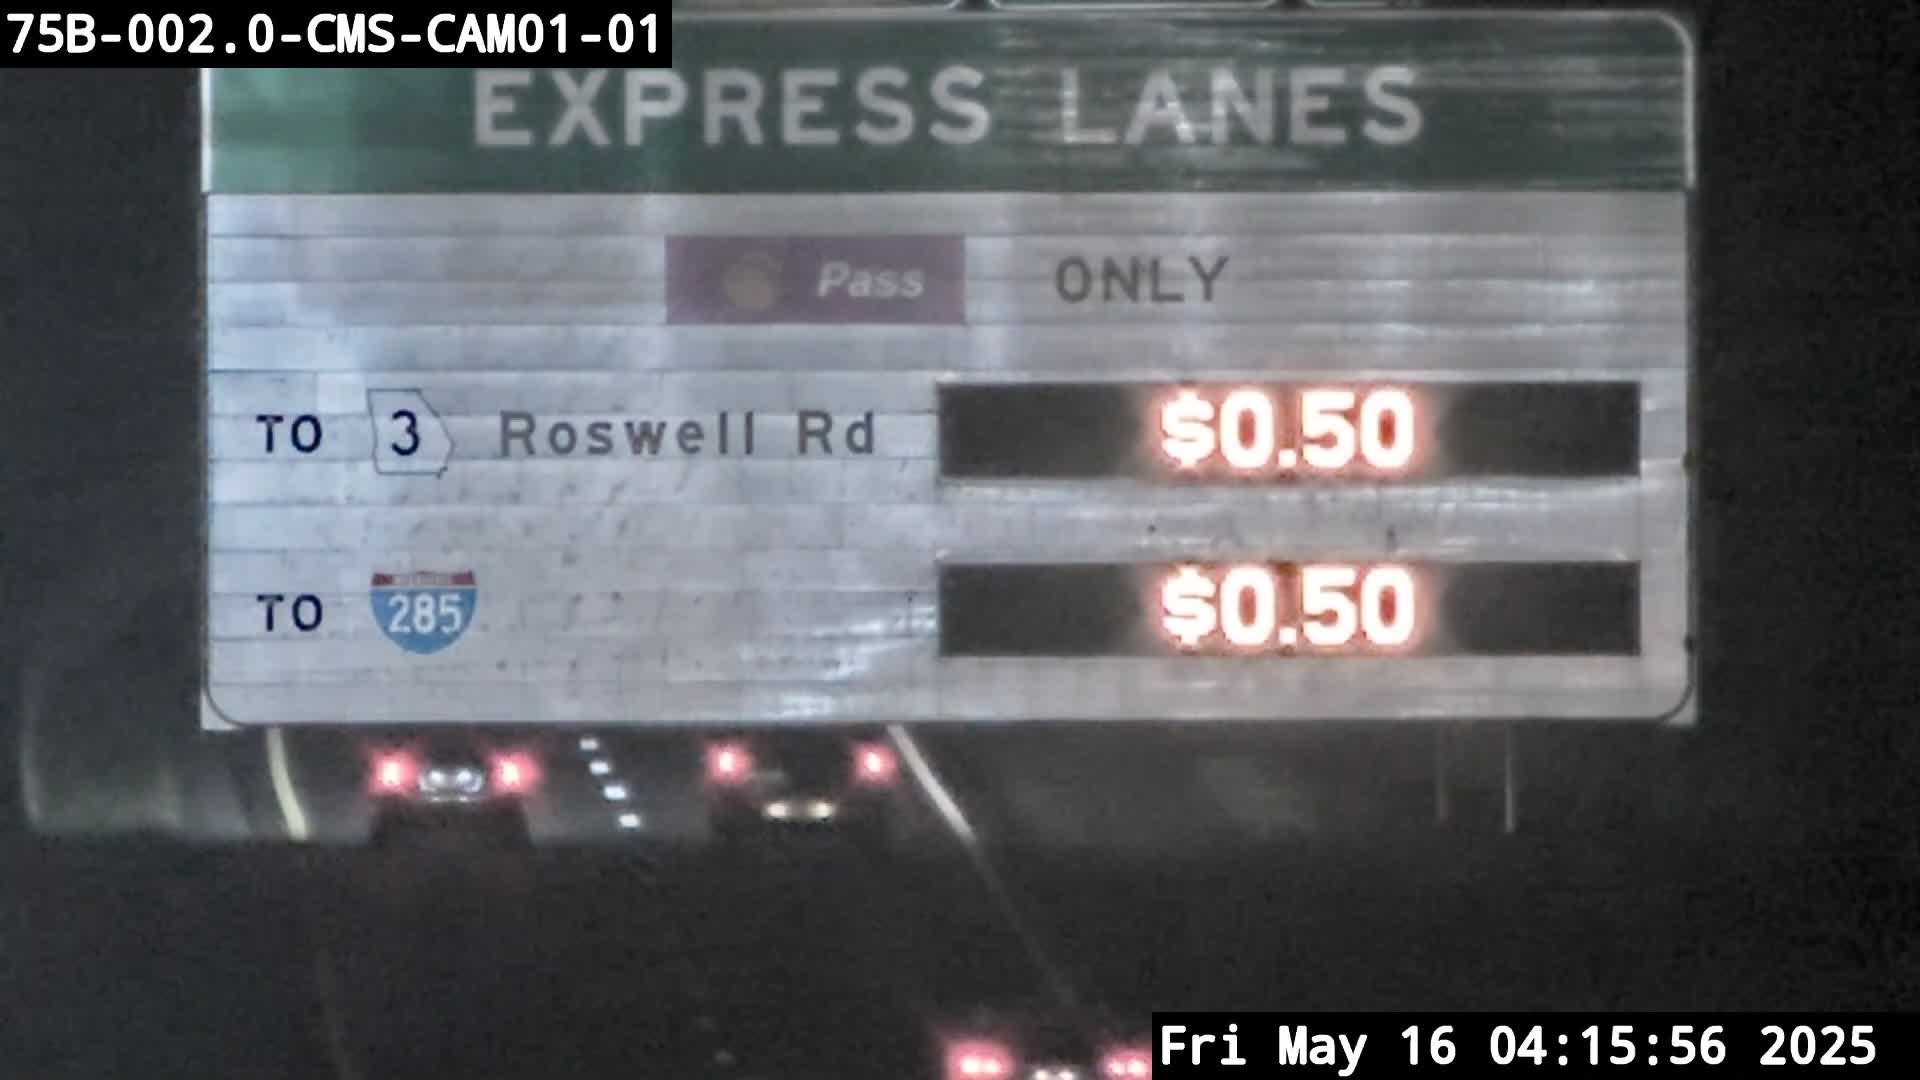 75B-002.0-CMS-CAM01-01
EXPRESS LANES
Pass ONLY
TO 3 Roswell Rd $0.50
TO 285 $0.50
Fri May 16 04:15:56 2025